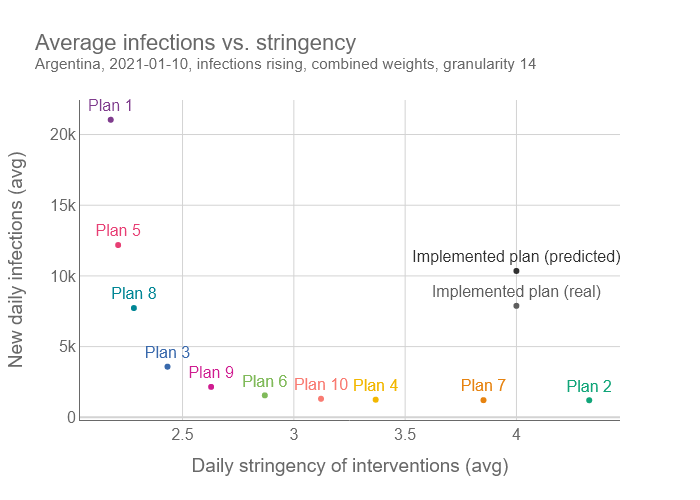 Average infections vs. stringency
Argentina, 2021-01-10, infections rising, combined weights, granularity 14
Plan 1
20k
15k
Plan 5
Implemented plan (predicted)
10k
Plan 8
Implemented plan (real)
5k
Plan 3
Plan 9
Plan 6
Plan 10
Plan 4
Plan 7
Plan 2
0
2.5
3
3.5
4
New daily infections (avg)
Daily stringency of interventions (avg)